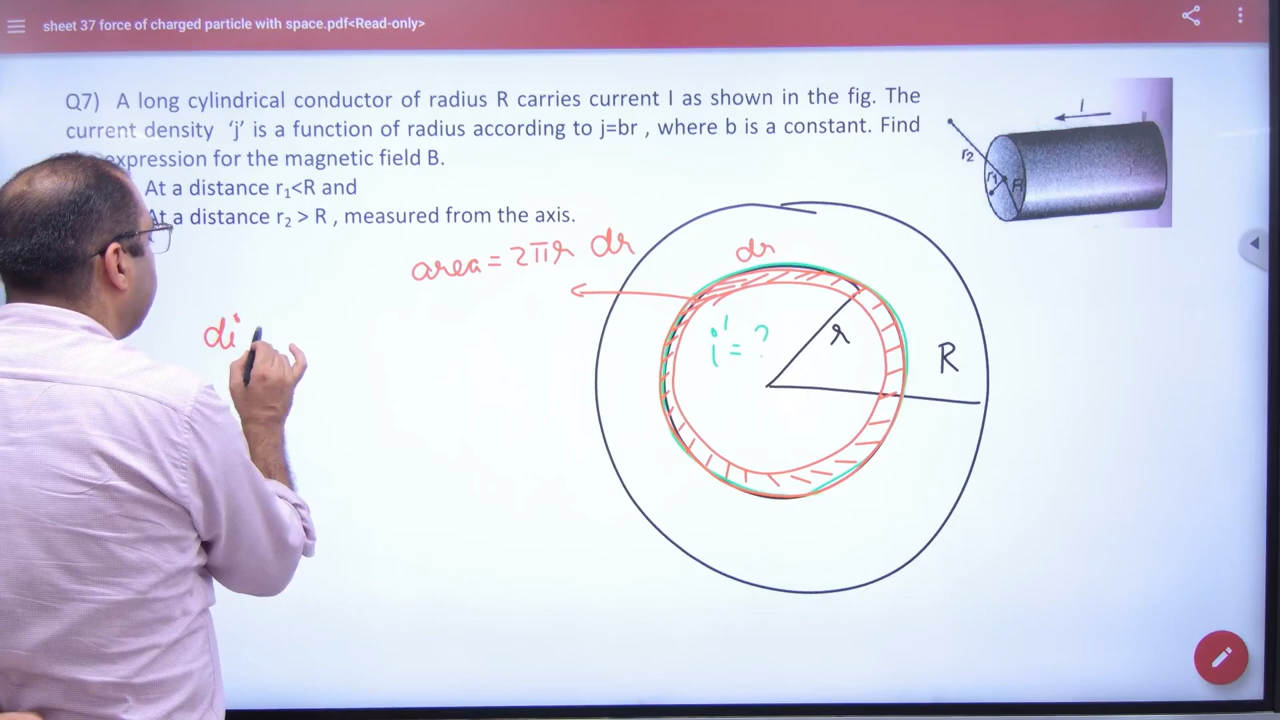 sheet 37 force of charged particle with space.pdf<Read-only>
Q7) A long cylindrical conductor of radius R carries current I as shown in the fig. The
current density 'j' is a function of radius according to j=br , where b is a constant. Find
expression for the magnetic field B.
At a distance r₁<R and
At a distance r₂ > R , measured from the axis.
I
r₂
r₁
R
area = 2πr dr
dr
di
i' = ?
r
R